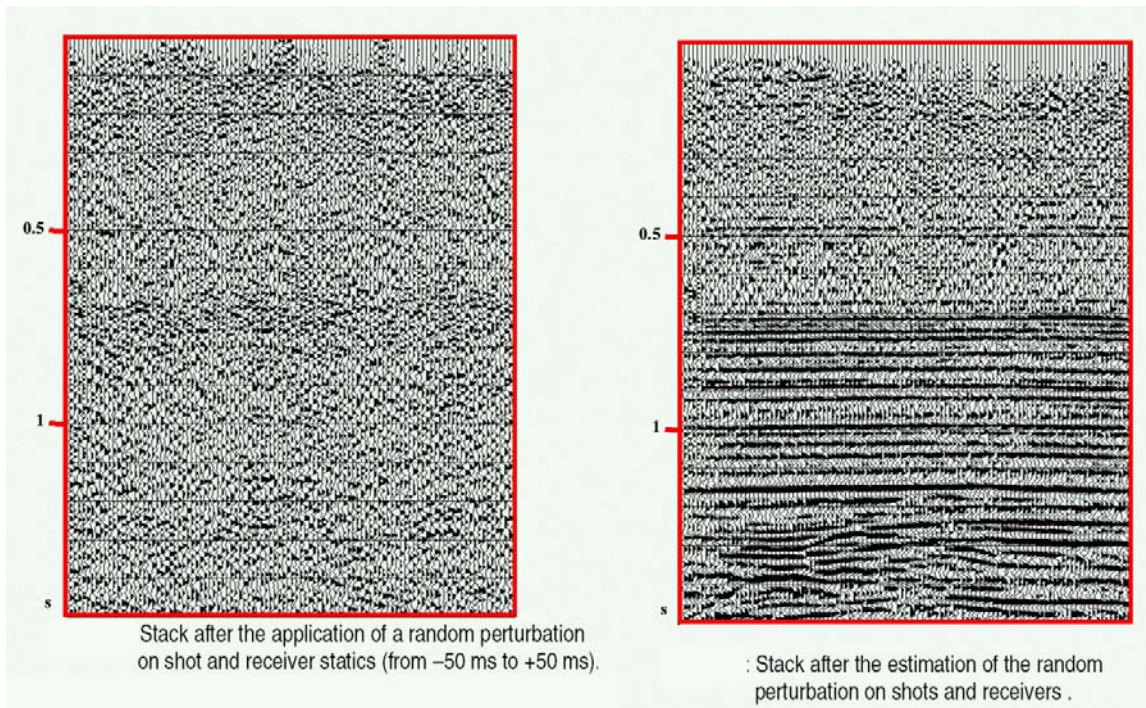 0.5
1
s
Stack after the application of a random perturbation
on shot and receiver statics (from –50 ms to +50 ms).
0.5
1
s
: Stack after the estimation of the random
perturbation on shots and receivers .